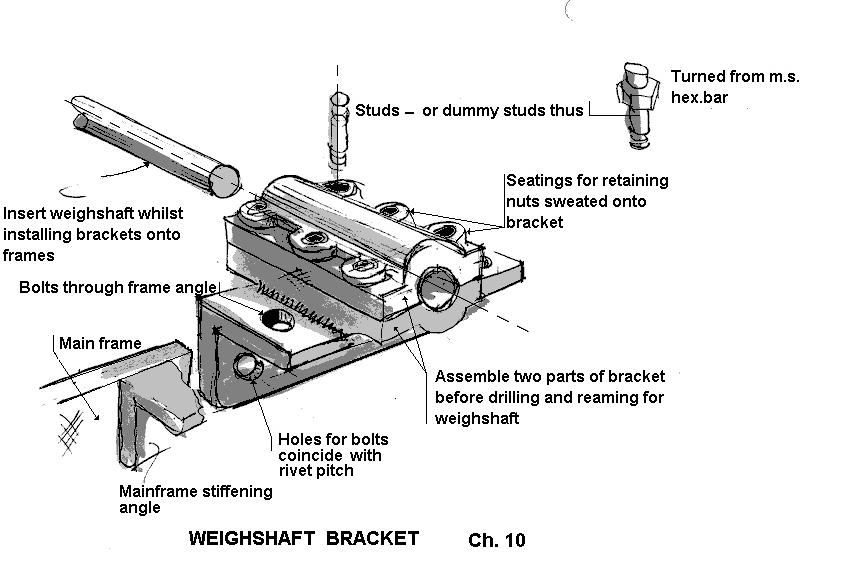 Turned from m.s.
hex.bar
Studs – or dummy studs thus
Seatings for retaining
nuts sweated onto
bracket
Insert weighshaft whilst
installing brackets onto
frames
Bolts through frame angle
Main frame
Assemble two parts of bracket
before drilling and reaming for
weighshaft
Holes for bolts
coincide with
rivet pitch
Mainframe stiffening
angle
WEIGHSHAFT BRACKET Ch. 10